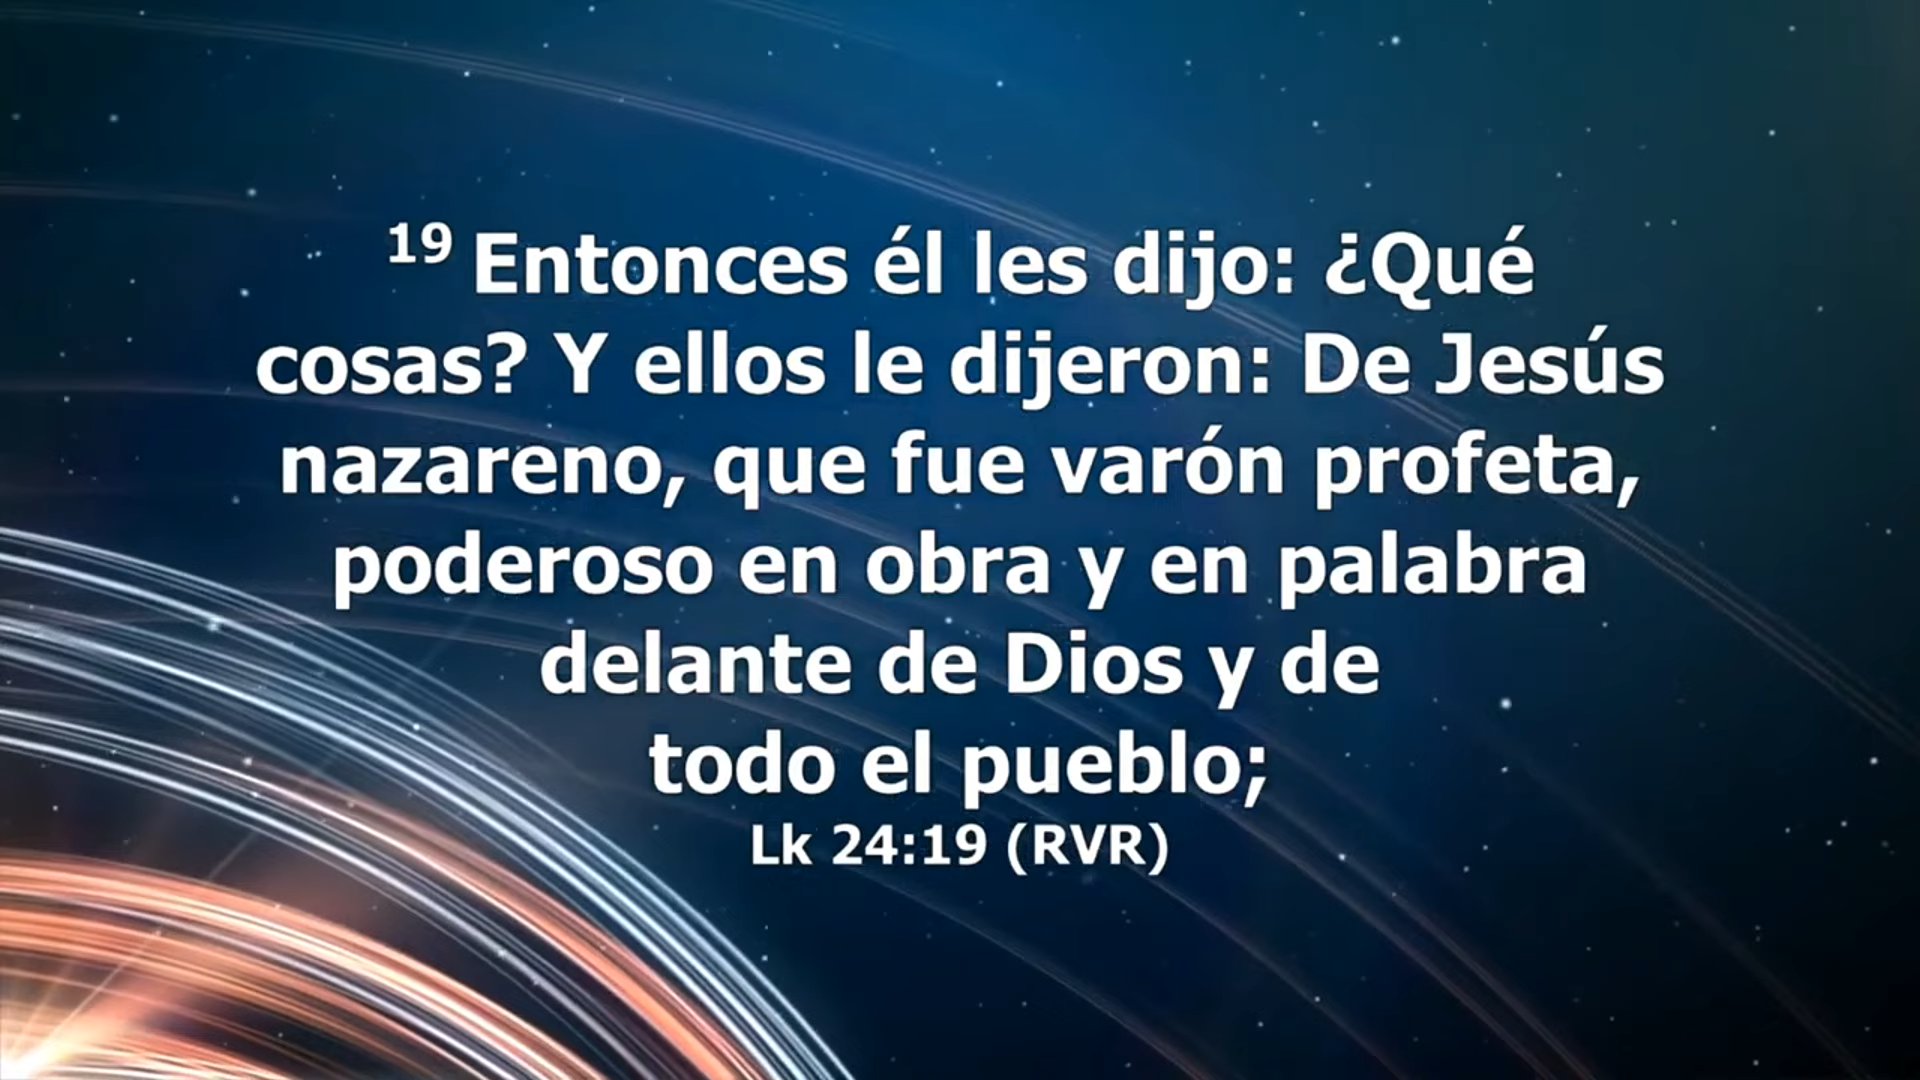 19 Entonces él les dijo: ¿Qué
cosas? Y ellos le dijeron: De Jesús
nazareno, que fue varón profeta,
poderoso en obra y en palabra
delante de Dios y de
todo el pueblo;
Lk 24:19 (RVR)